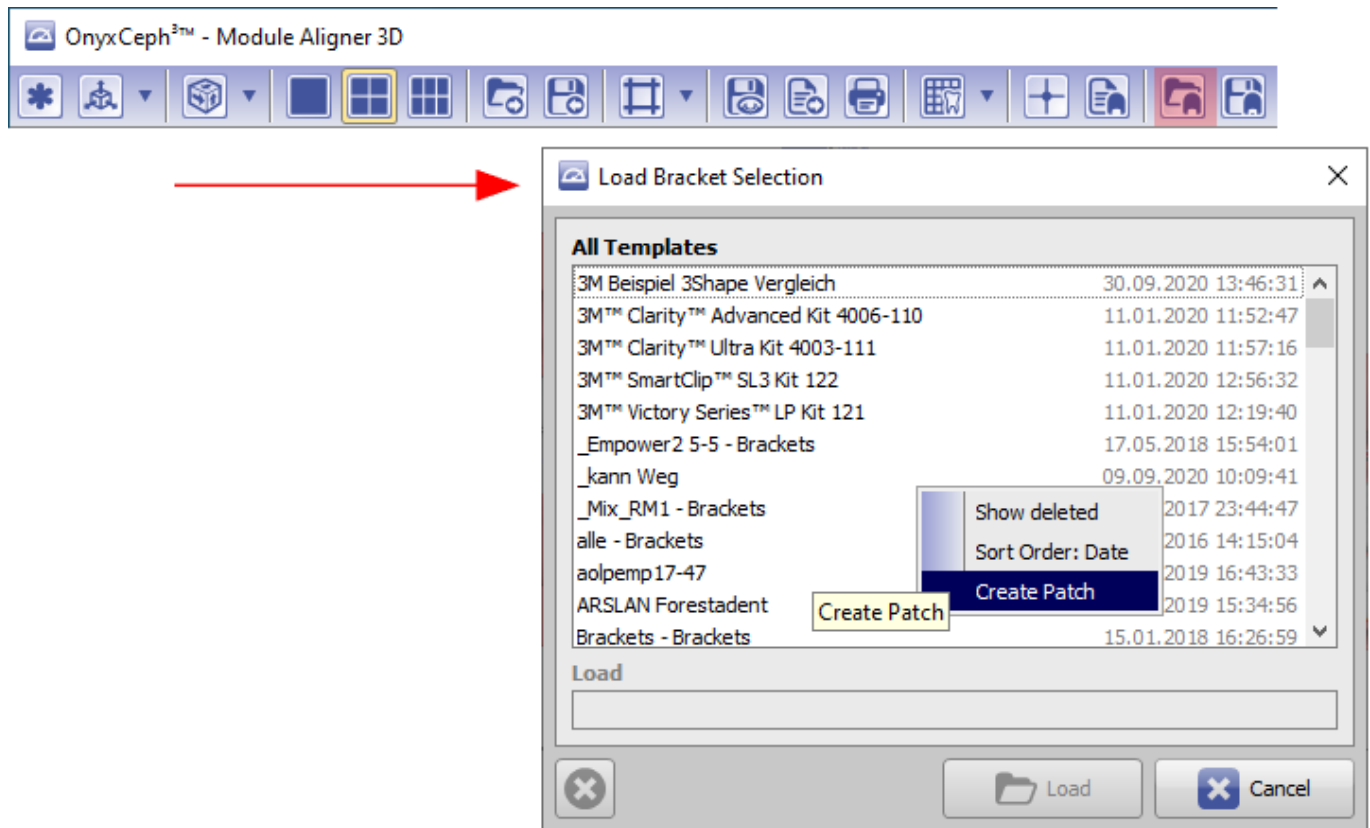 OnyxCeph³™ - Module Aligner 3D
Load Bracket Selection
All Templates
3M Beispiel 3Shape Vergleich 30.09.2020 13:46:31
3M™ Clarity™ Advanced Kit 4006-110 11.01.2020 11:52:47
3M™ Clarity™ Ultra Kit 4003-111 11.01.2020 11:57:16
3M™ SmartClip™ SL3 Kit 122 11.01.2020 12:56:32
3M™ Victory Series™ LP Kit 121 11.01.2020 12:19:40
_Empower2 5-5 - Brackets 17.05.2018 15:54:01
_kann Weg 09.09.2020 10:09:41
_Mix_RM1 - Brackets Show deleted 2017 23:44:47
alle - Brackets Sort Order: Date 2016 14:15:04
aolpemp17-47 Create Patch 2019 16:43:33
ARSLAN Forestadent Create Patch 2019 15:34:56
Brackets - Brackets 15.01.2018 16:26:59
Load
Load Cancel